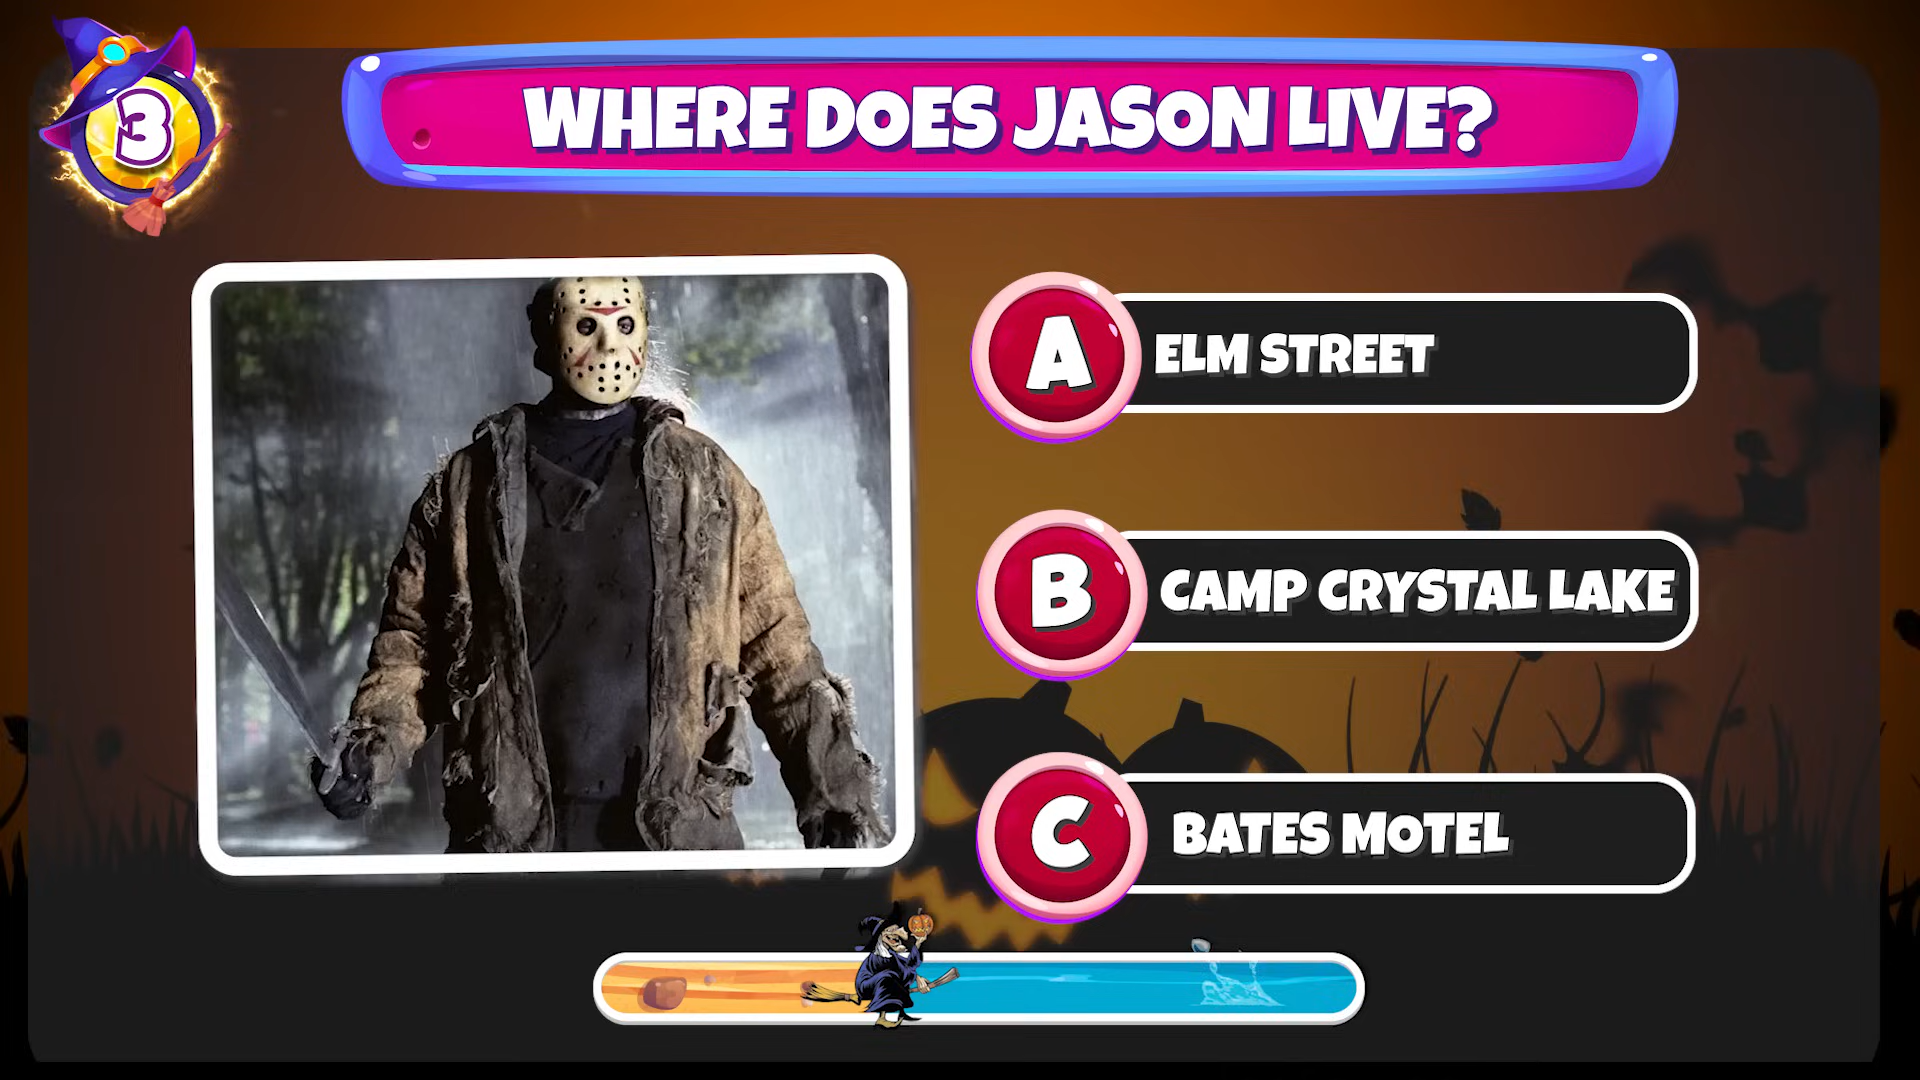 3
WHERE DOES JASON LIVE?
A ELM STREET
B CAMP CRYSTAL LAKE
C BATES MOTEL